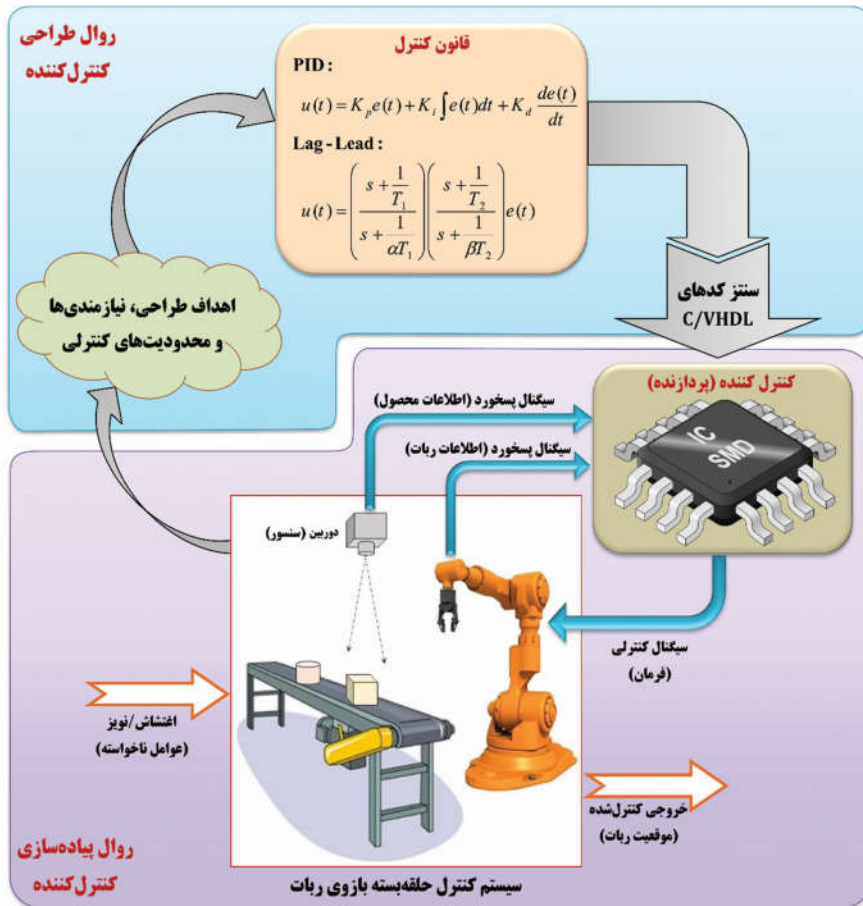 روال طراحی
کنترل‌کننده
قانون کنترل
PID :
u(t) = K_p e(t) + K_i ∫ e(t)dt + K_d de(t)/dt
Lag - Lead :
u(t) = ((s + 1/T_1)/(s + 1/αT_1)) ((s + 1/T_2)/(s + 1/βT_2)) e(t)
سنتز کدهای
C/VHDL
اهداف طراحی، نیازمندی‌ها
و محدودیت‌های کنترلی
کنترل کننده (پردازنده)
IC
SMD
سیگنال پسخورد (اطلاعات محصول)
سیگنال پسخورد (اطلاعات ربات)
دوربین (سنسور)
سیگنال کنترلی
(فرمان)
اغتشاش/نویز
(عوامل ناخواسته)
خروجی کنترل‌شده
(موقعیت ربات)
روال پیاده‌سازی
کنترل‌کننده
سیستم کنترل حلقه‌بسته بازوی ربات